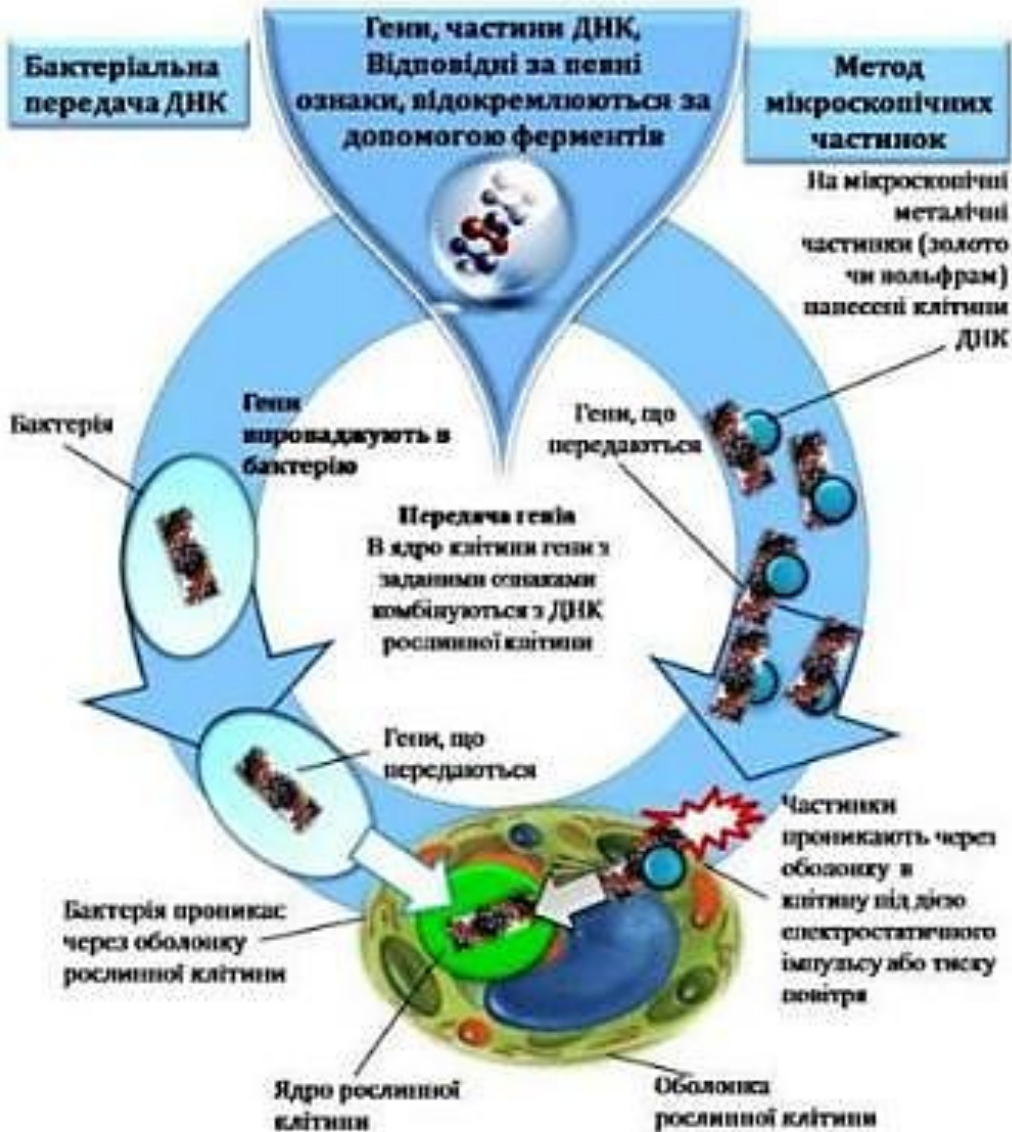 Бактеріальна
передача ДНК
Гени, частини ДНК,
Відповідні за певні
ознаки, відокремлюються за
допомогою ферментів
Метод
мікроскопічних
частинок
На мікроскопічні
металічні
частинки (золото
чи вольфрам)
нанесені клітини
ДНК
Бактерія
Гени
впроваджують в
бактерію
Гени, що
передаються
Передача генів
В ядро клітини гени з
заданими ознаками
комбінуються з ДНК
рослинної клітини
Гени, що
передаються
Частинки
проникають через
оболонку в
клітину під дією
електростатичного
імпульсу або тиску
повітря
Бактерія проникає
через оболонку
рослинної клітини
Ядро рослинної
клітини
Оболонка
рослинної клітини